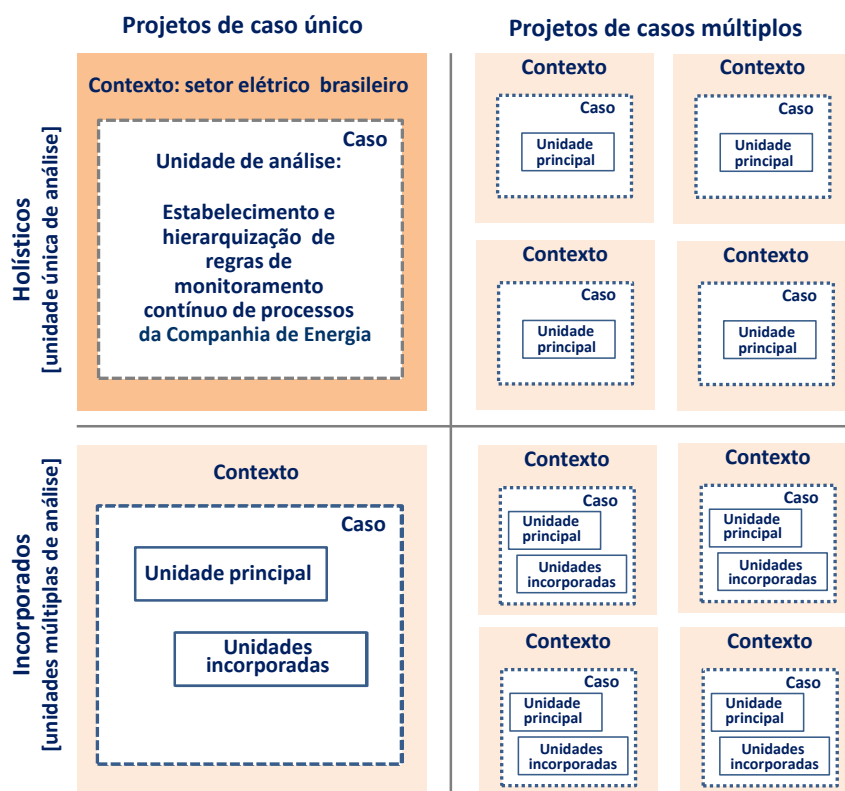 Projetos de caso único
Projetos de casos múltiplos
Holísticos
[unidade única de análise]
Contexto: setor elétrico brasileiro
Caso
Unidade de análise:
Estabelecimento e
hierarquização de
regras de
monitoramento
contínuo de processos
da Companhia de Energia
Contexto
Caso
Unidade
principal
Contexto
Caso
Unidade
principal
Contexto
Caso
Unidade
principal
Contexto
Caso
Unidade
principal
Incorporados
[unidades múltiplas de análise]
Contexto
Caso
Unidade principal
Unidades
incorporadas
Contexto
Caso
Unidade
principal
Unidades
incorporadas
Contexto
Caso
Unidade
principal
Unidades
incorporadas
Contexto
Caso
Unidade
principal
Unidades
incorporadas
Contexto
Caso
Unidade
principal
Unidades
incorporadas